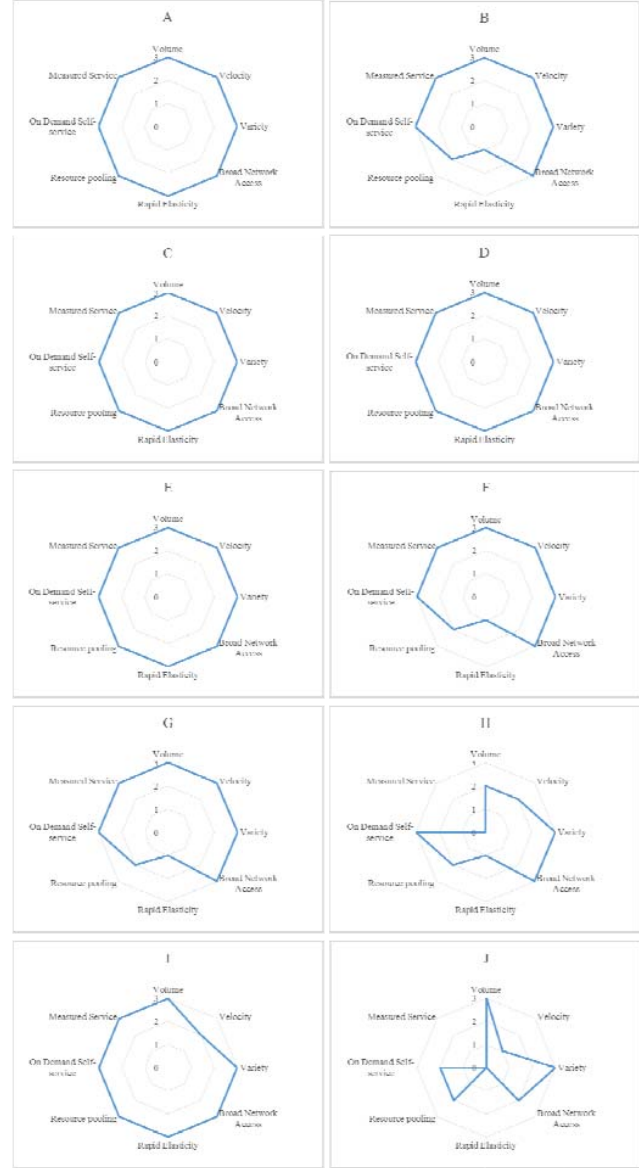 A
Volume
3
Measured Service
Velocity
2
1
On Demand Self-
service
0
Variety
Resource pooling
Broad Network
Access
Rapid Elasticity
B
Volume
3
Measured Service
Velocity
2
1
On Demand Self-
service
0
Variety
Resource pooling
Broad Network
Access
Rapid Elasticity
C
Volume
3
Measured Service
Velocity
2
1
On Demand Self-
service
0
Variety
Resource pooling
Broad Network
Access
Rapid Elasticity
D
Volume
3
Measured Service
Velocity
2
1
On Demand Self-
service
0
Variety
Resource pooling
Broad Network
Access
Rapid Elasticity
E
Volume
3
Measured Service
Velocity
2
1
On Demand Self-
service
0
Variety
Resource pooling
Broad Network
Access
Rapid Elasticity
F
Volume
3
Measured Service
Velocity
2
1
On Demand Self-
service
0
Variety
Resource pooling
Broad Network
Access
Rapid Elasticity
G
Volume
3
Measured Service
Velocity
2
1
On Demand Self-
service
0
Variety
Resource pooling
Broad Network
Access
Rapid Elasticity
H
Volume
3
Measured Service
Velocity
2
1
On Demand Self-
service
0
Variety
Resource pooling
Broad Network
Access
Rapid Elasticity
I
Volume
3
Measured Service
Velocity
2
1
On Demand Self-
service
0
Variety
Resource pooling
Broad Network
Access
Rapid Elasticity
J
Volume
3
Measured Service
Velocity
2
1
On Demand Self-
service
0
Variety
Resource pooling
Broad Network
Access
Rapid Elasticity